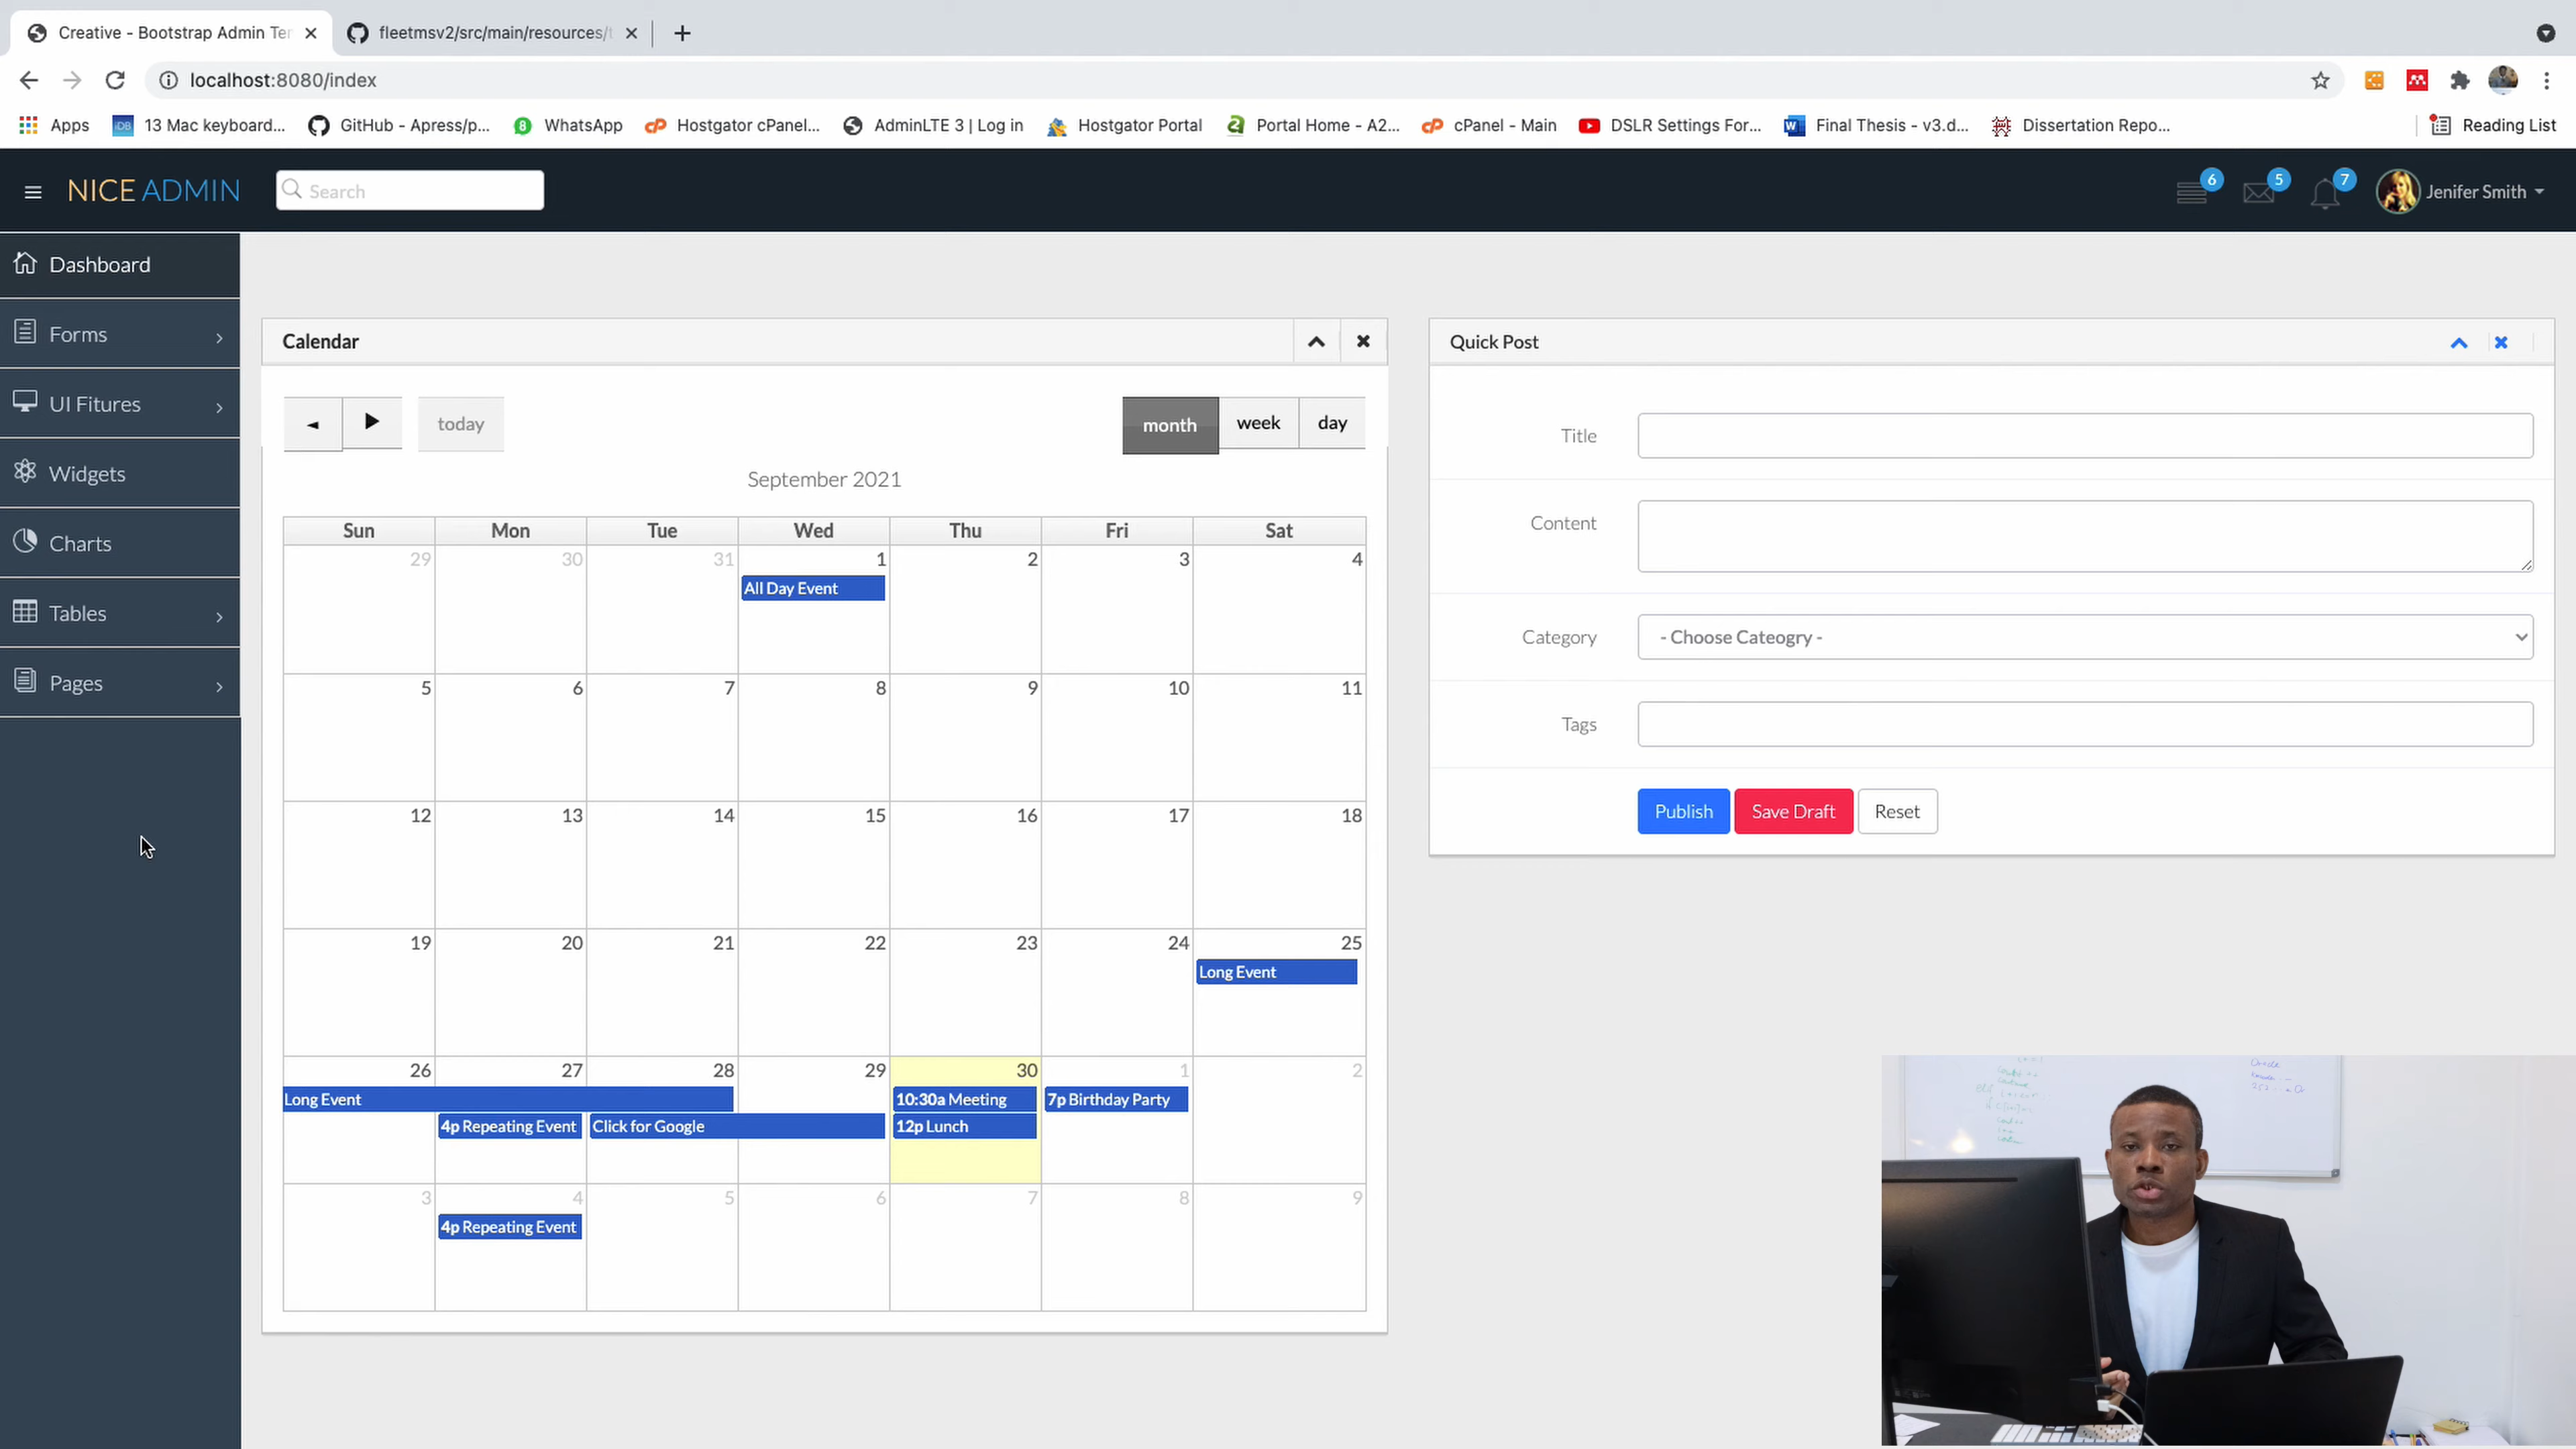 Creative - Bootstrap Admin Ter
fleetmsv2/src/main/resources/t
localhost:8080/index
Apps
13 Mac keyboard...
GitHub - Apress/p...
WhatsApp
Hostgator cPanel...
AdminLTE 3 | Log in
Hostgator Portal
Portal Home - A2...
cPanel - Main
DSLR Settings For...
Final Thesis - v3.d...
Dissertation Repo...
Reading List
NICE ADMIN
Search
6
5
7
Jenifer Smith
Dashboard
Forms
UI Fitures
Widgets
Charts
Tables
Pages
Calendar
today
month
week
day
September 2021
Sun Mon Tue Wed Thu Fri Sat
29 30 31 1 2 3 4
All Day Event
5 6 7 8 9 10 11
12 13 14 15 16 17 18
19 20 21 22 23 24 25
Long Event
26 27 28 29 30 1 2
Long Event
10:30a Meeting
7p Birthday Party
4p Repeating Event
Click for Google
12p Lunch
3 4 5 6 7 8 9
4p Repeating Event
Quick Post
Title
Content
Category
- Choose Cateogry -
Tags
Publish
Save Draft
Reset